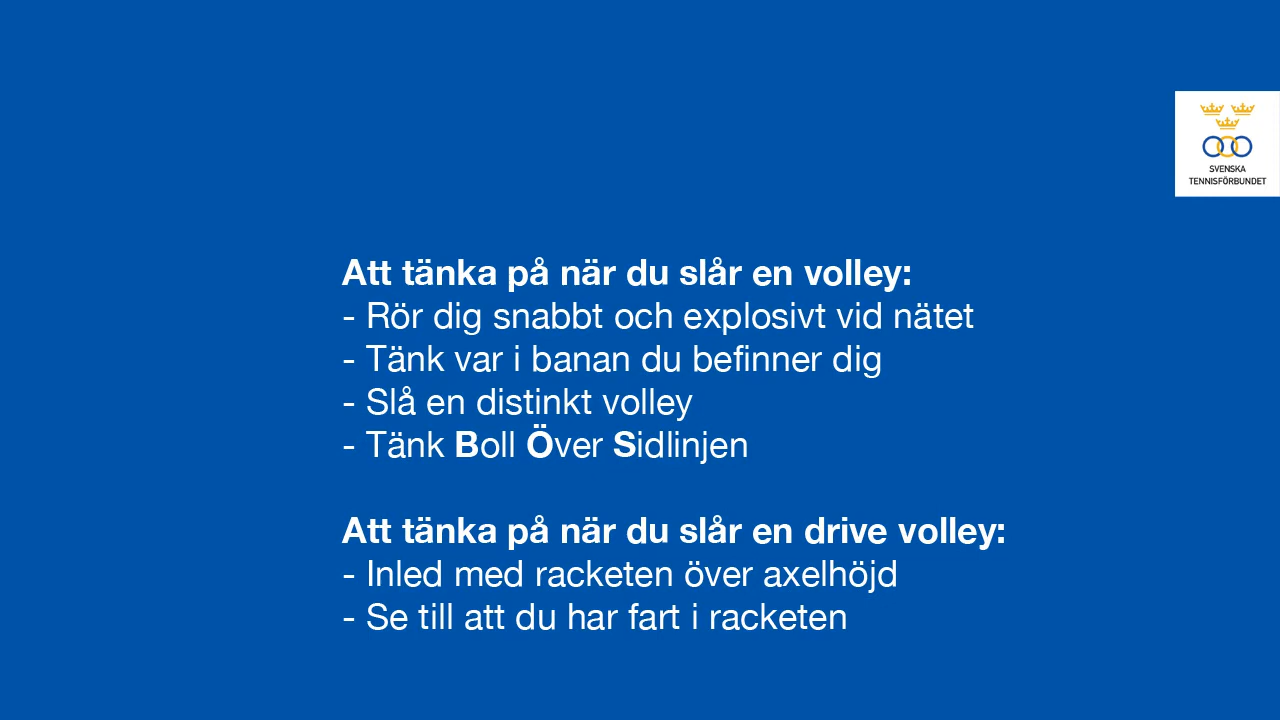 SVENSKA
TENNISFÖRBUNDET
Att tänka på när du slår en volley:
- Rör dig snabbt och explosivt vid nätet
- Tänk var i banan du befinner dig
- Slå en distinkt volley
- Tänk Boll Över Sidlinjen
Att tänka på när du slår en drive volley:
- Inled med racketen över axelhöjd
- Se till att du har fart i racketen